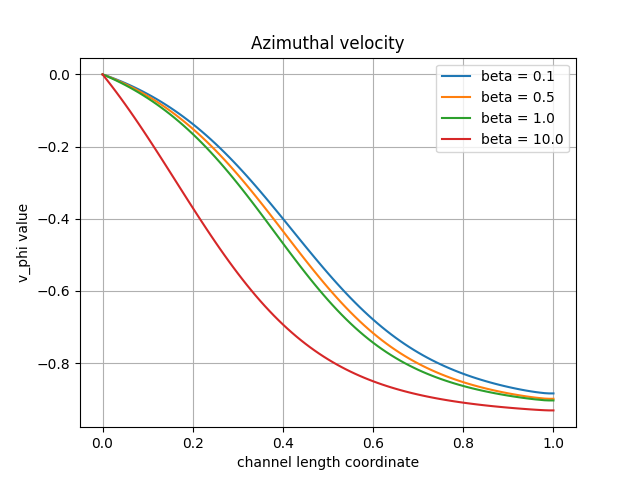 Azimuthal velocity
beta = 0.1
beta = 0.5
beta = 1.0
beta = 10.0
v_phi value
0.0
−0.2
−0.4
−0.6
−0.8
0.0 0.2 0.4 0.6 0.8 1.0
channel length coordinate